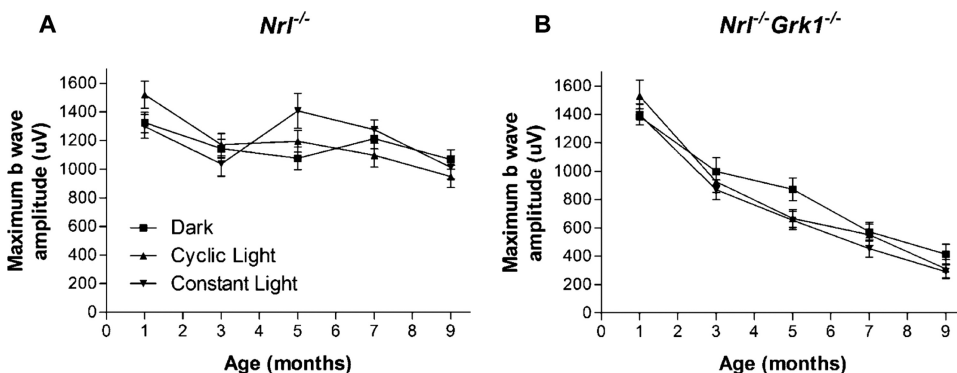 A
Nrl-/-
Maximum b wave
amplitude (uV)
1600
1400
1200
1000
800
600
400
200
0
Dark
Cyclic Light
Constant Light
0 1 2 3 4 5 6 7 8 9
Age (months)
B
Nrl-/-Grk1-/-
Maximum b wave
amplitude (uV)
1600
1400
1200
1000
800
600
400
200
0
0 1 2 3 4 5 6 7 8 9
Age (months)